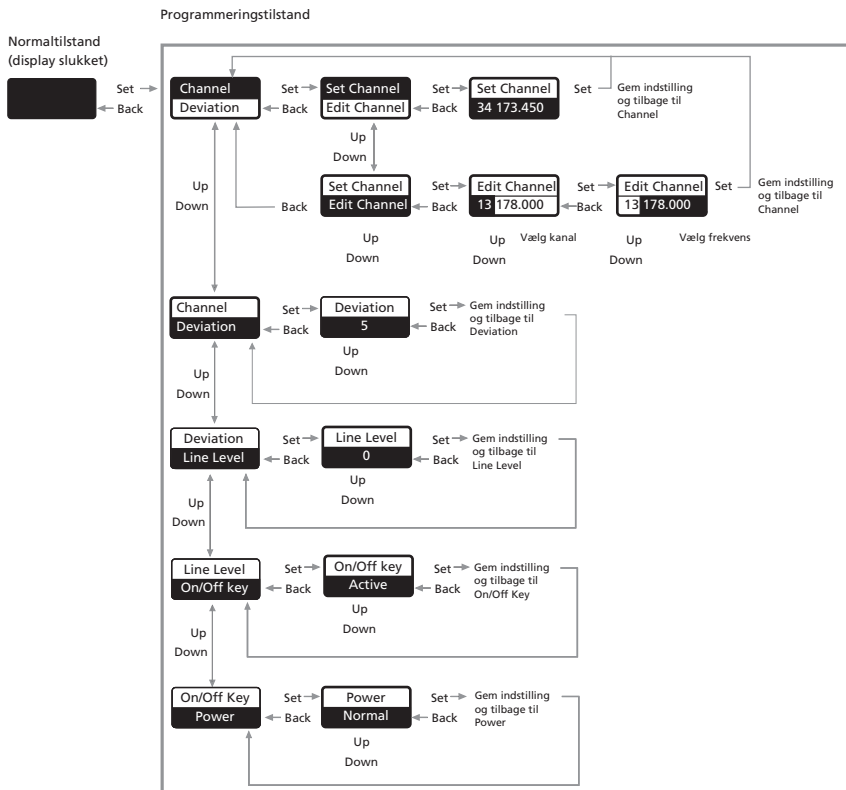 Programmeringstilstand
Normaltilstand
(display slukket)
Set
Back
Channel
Deviation
Set
Back
Set Channel
Edit Channel
Set
Back
Set Channel
34 173.450
Set
Gem indstilling
og tilbage til
Channel
Up
Down
Up
Down
Back
Set Channel
Edit Channel
Set
Back
Edit Channel
13 178.000
Set
Back
Edit Channel
13 178.000
Set
Gem indstilling
og tilbage til
Channel
Up
Down
Up
Down
Vælg kanal
Up
Down
Vælg frekvens
Channel
Deviation
Set
Back
Deviation
5
Set
Back
Gem indstilling
og tilbage til
Deviation
Up
Down
Up
Down
Deviation
Line Level
Set
Back
Line Level
0
Set
Back
Gem indstilling
og tilbage til
Line Level
Up
Down
Up
Down
Line Level
On/Off key
Set
Back
On/Off key
Active
Set
Back
Gem indstilling
og tilbage til
On/Off Key
Up
Down
Up
Down
On/Off Key
Power
Set
Back
Power
Normal
Set
Back
Gem indstilling
og tilbage til
Power
Up
Down